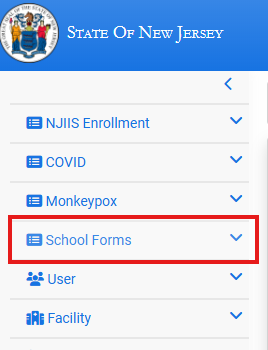 STATE OF NEW JERSEY
NJIIS Enrollment
COVID
Monkeypox
School Forms
User
Facility